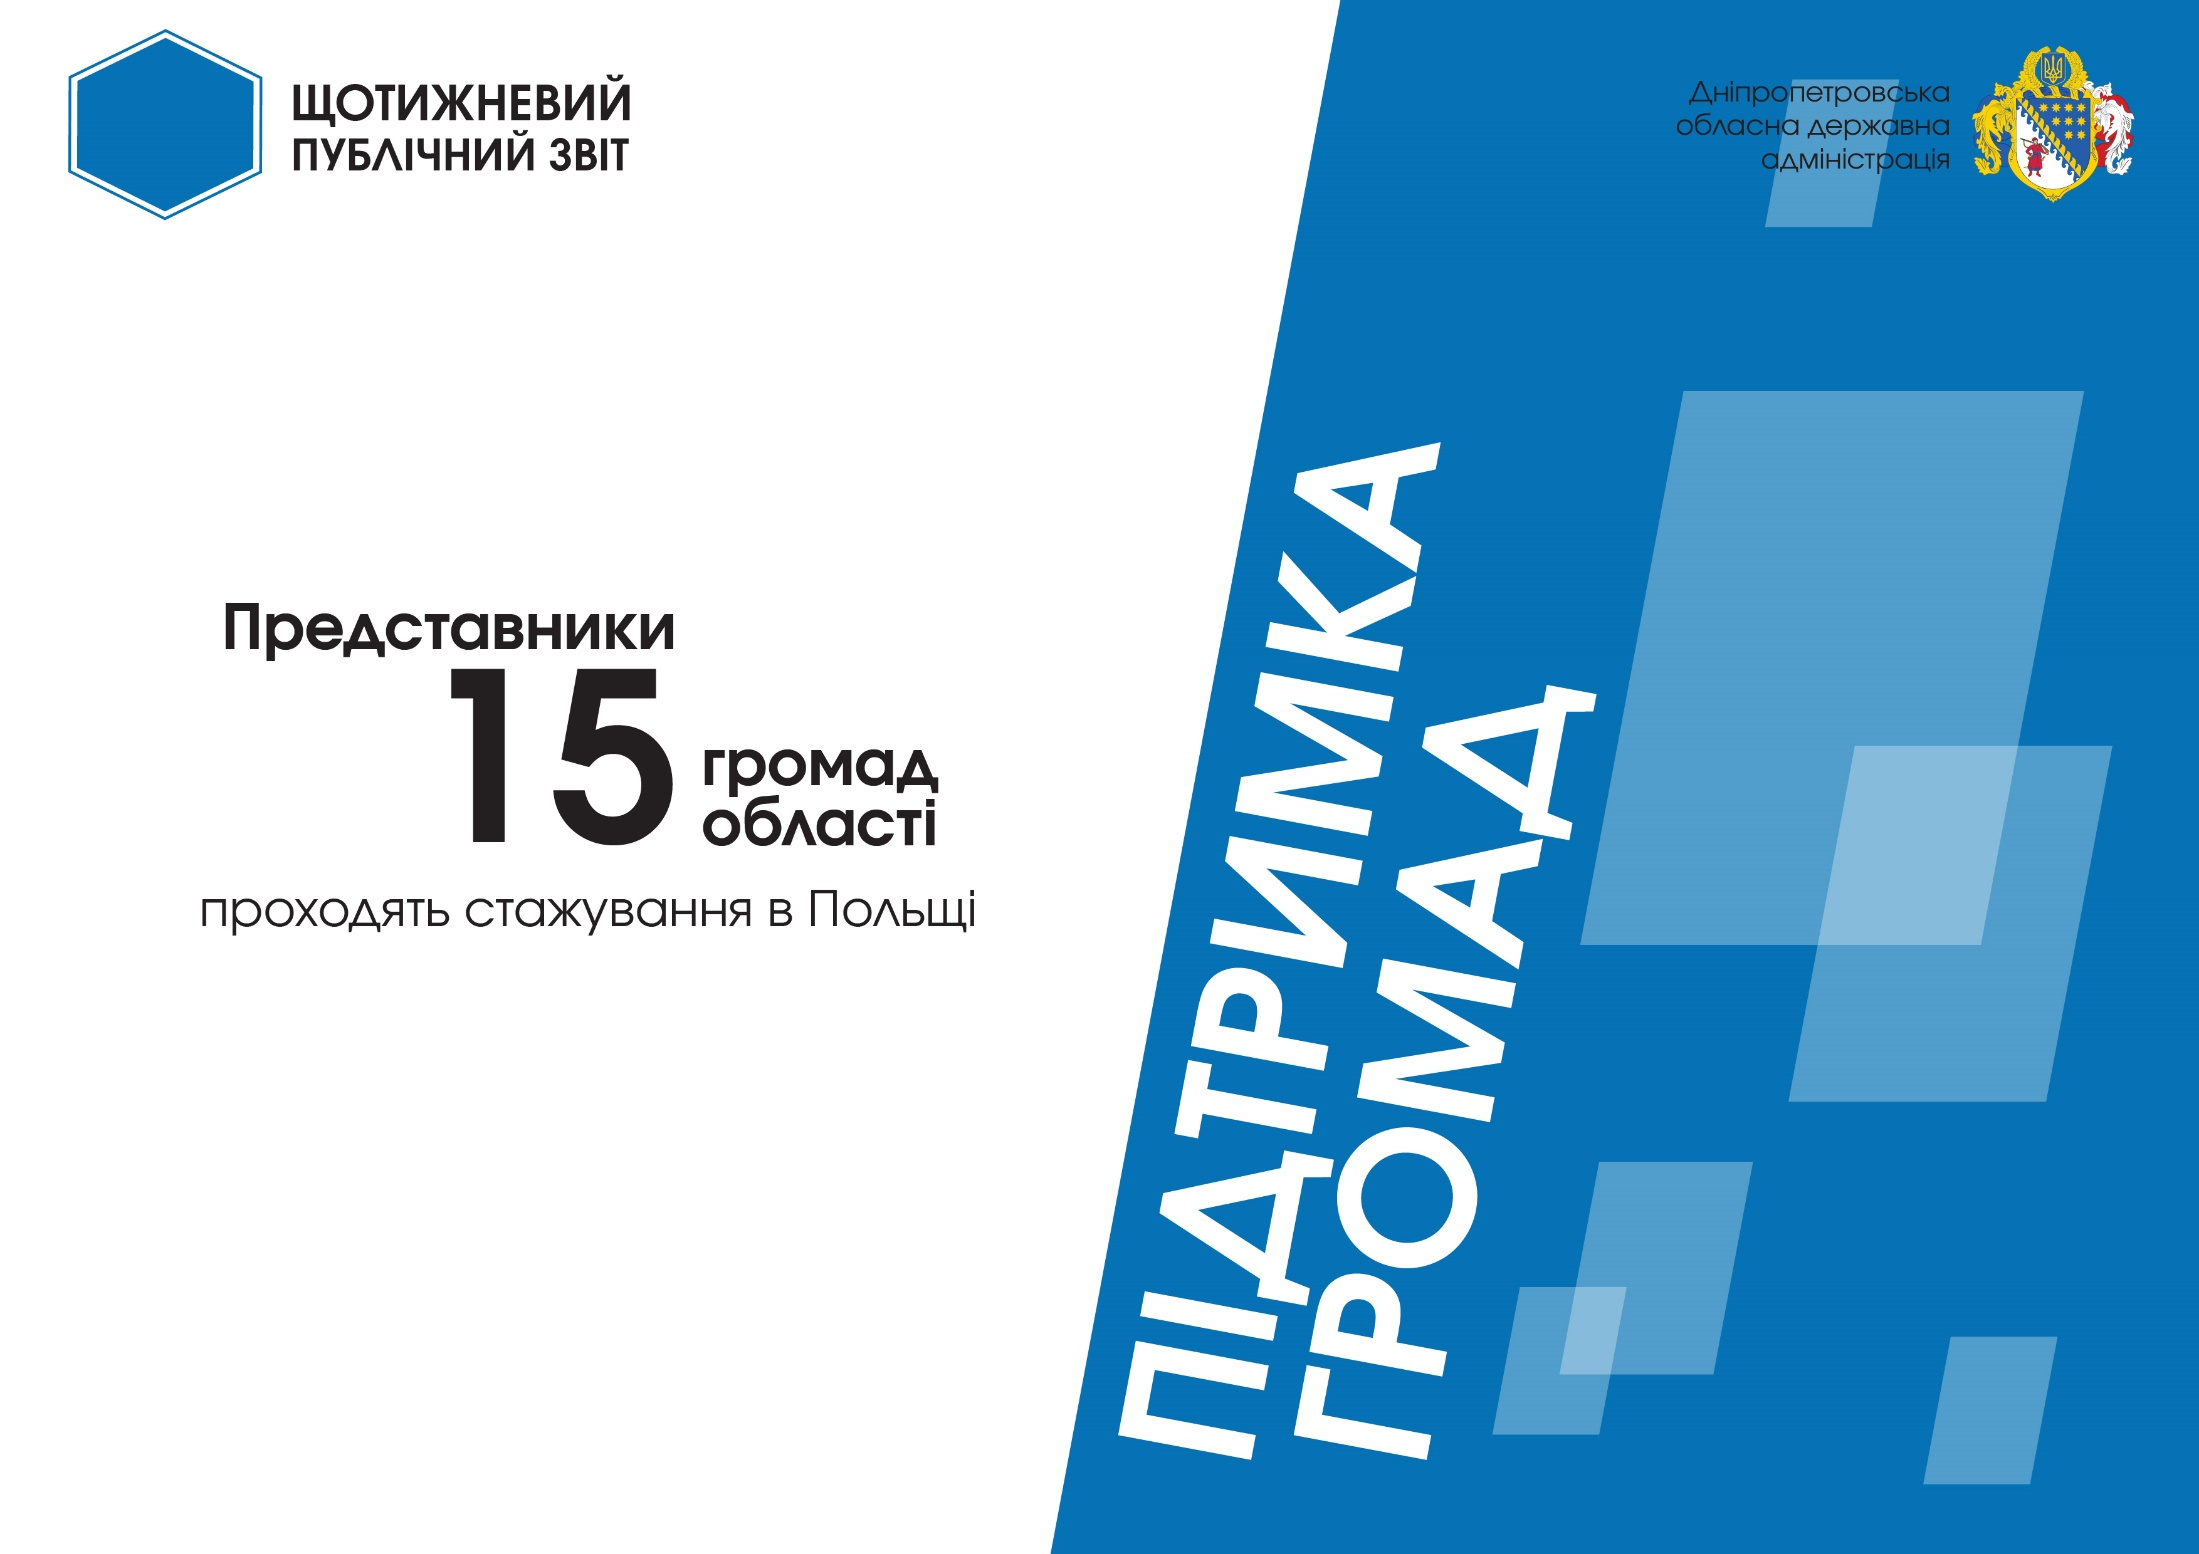 ЩОТИЖНЕВИЙ
ПУБЛІЧНИЙ ЗВІТ
Дніпропетровська
обласна державна
адміністрація
Представники
15 громад
області
проходять стажування в Польщі
ПІДТРИМКА
ГРОМАД